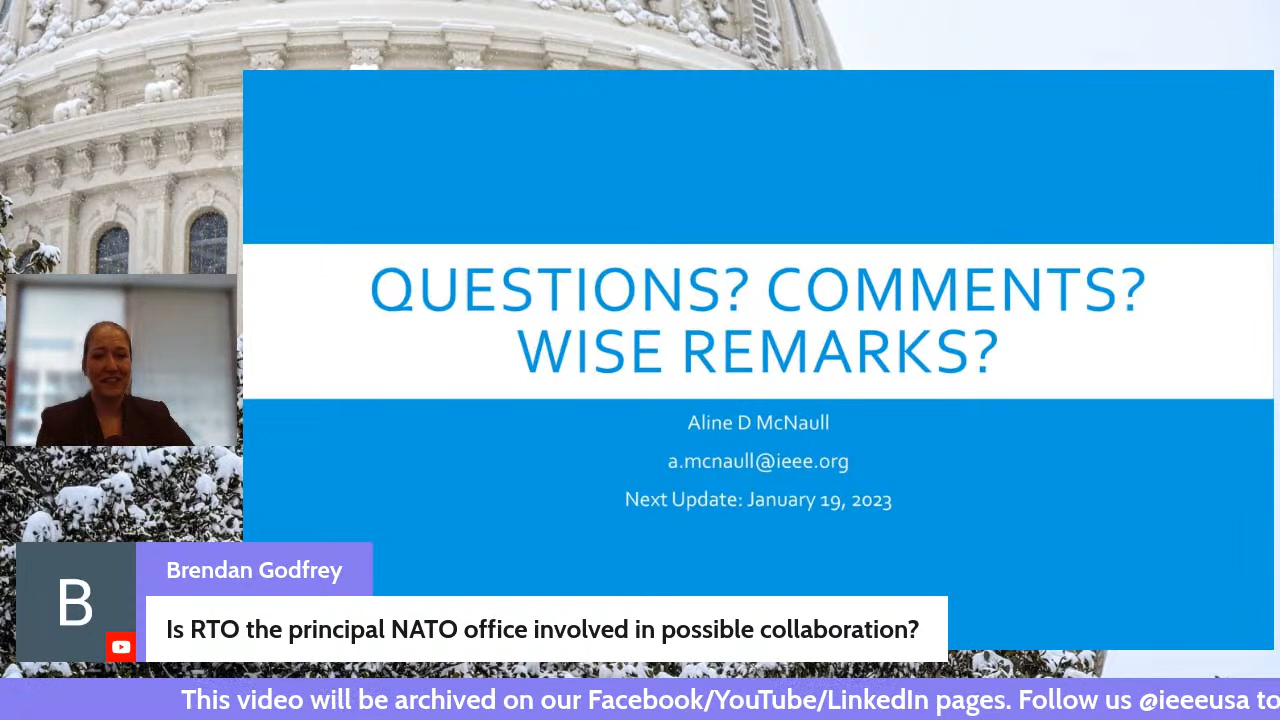 QUESTIONS? COMMENTS?
WISE REMARKS?
Aline D McNaull
a.mcnaull@ieee.org
Next Update: January 19, 2023
B
Brendan Godfrey
Is RTO the principal NATO office involved in possible collaboration?
This video will be archived on our Facebook/YouTube/LinkedIn pages. Follow us @ieeeusa to